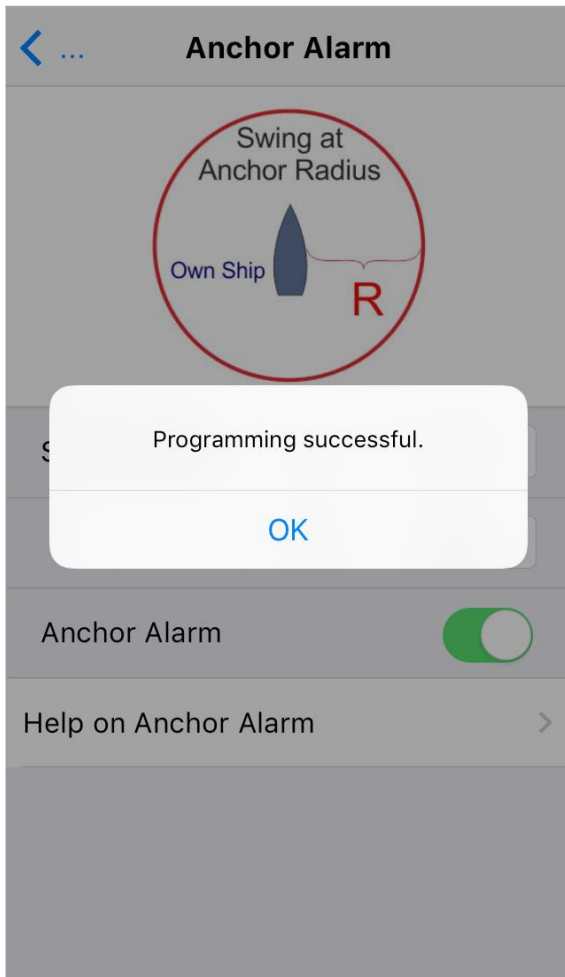 ...
Anchor Alarm
Swing at
Anchor Radius
Own Ship
R
Programming successful.
OK
Anchor Alarm
Help on Anchor Alarm